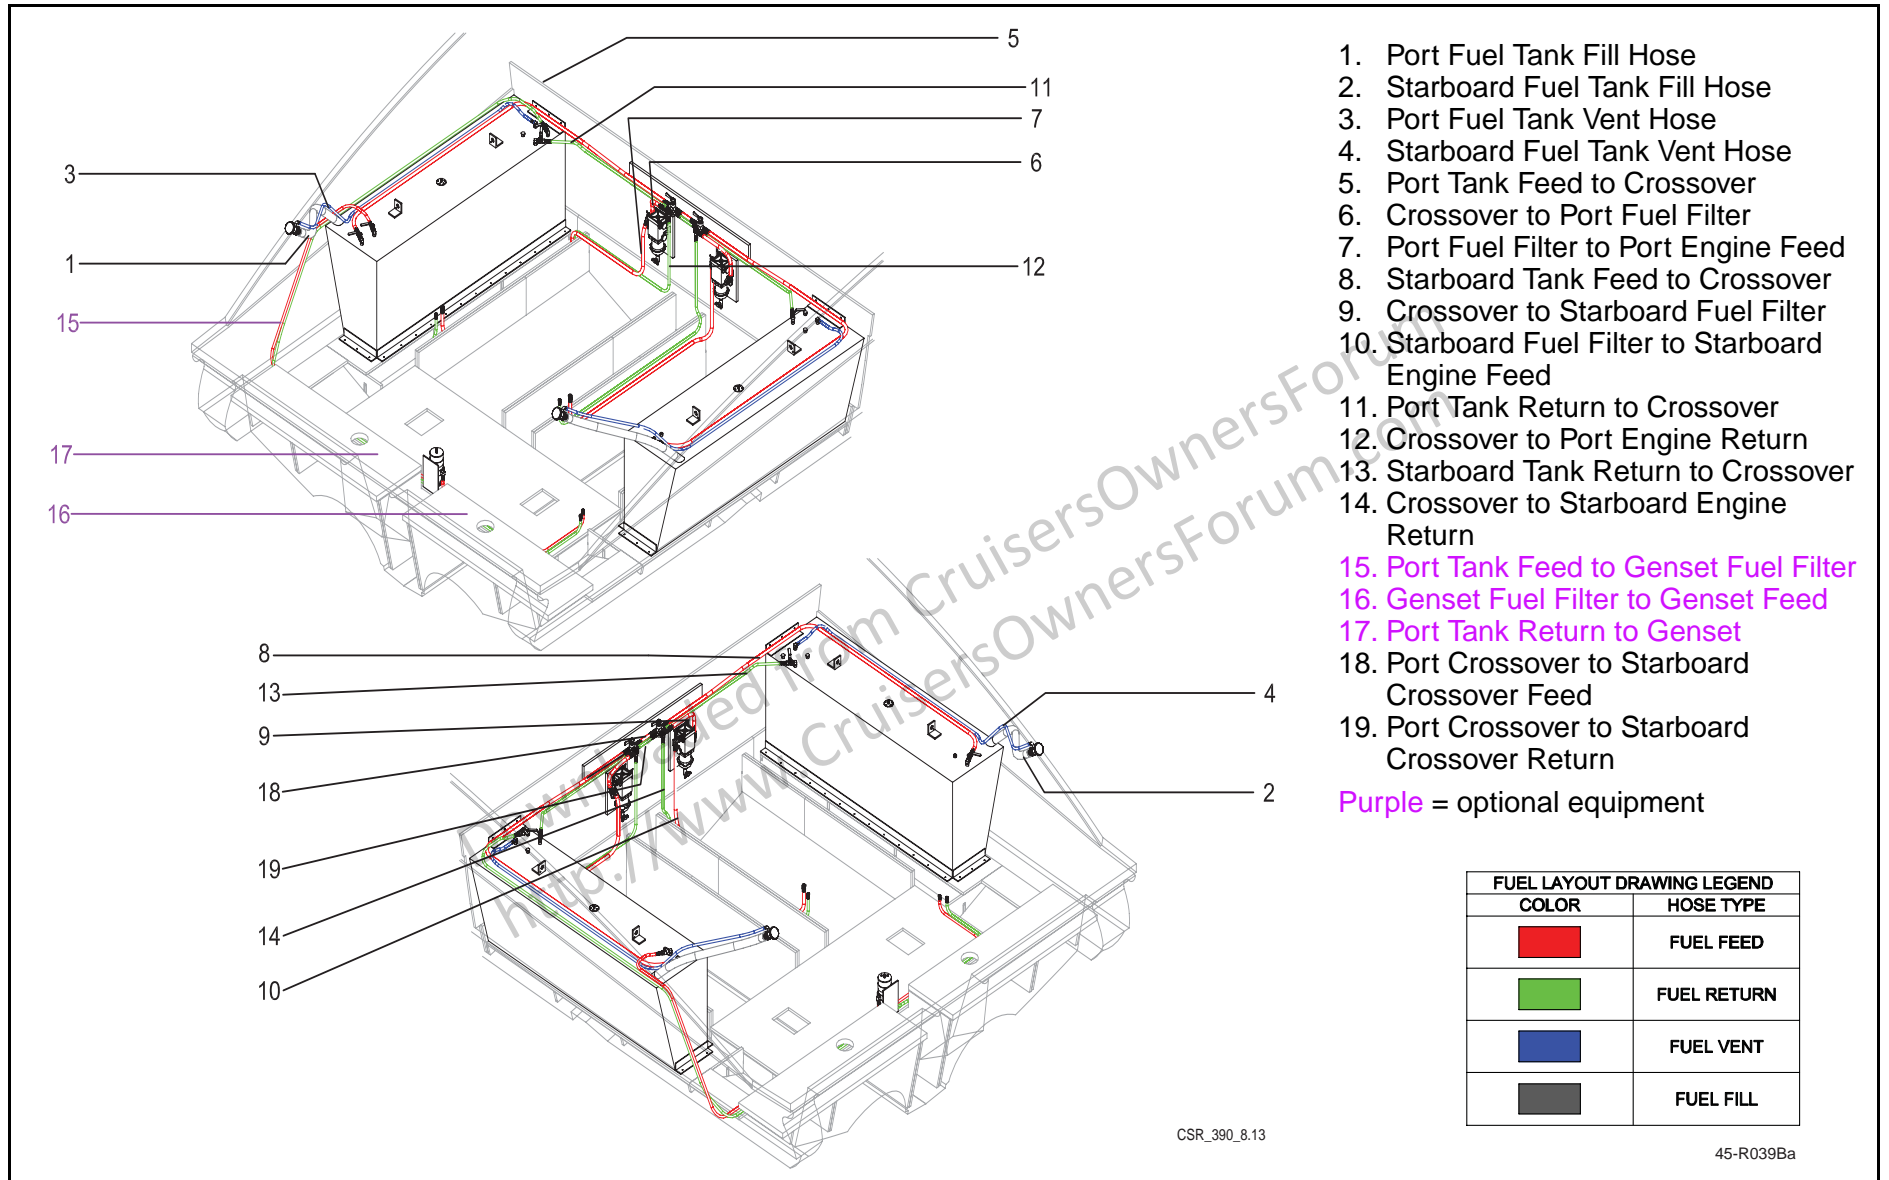 5
11
7
6
3
1
12
15
17
16
8
13
4
9
18
2
19
14
10
1. Port Fuel Tank Fill Hose
2. Starboard Fuel Tank Fill Hose
3. Port Fuel Tank Vent Hose
4. Starboard Fuel Tank Vent Hose
5. Port Tank Feed to Crossover
6. Crossover to Port Fuel Filter
7. Port Fuel Filter to Port Engine Feed
8. Starboard Tank Feed to Crossover
9. Crossover to Starboard Fuel Filter
10. Starboard Fuel Filter to Starboard
Engine Feed
11. Port Tank Return to Crossover
12. Crossover to Port Engine Return
13. Starboard Tank Return to Crossover
14. Crossover to Starboard Engine
Return
15. Port Tank Feed to Genset Fuel Filter
16. Genset Fuel Filter to Genset Feed
17. Port Tank Return to Genset
18. Port Crossover to Starboard
Crossover Feed
19. Port Crossover to Starboard
Crossover Return
Purple = optional equipment
FUEL LAYOUT DRAWING LEGEND
COLOR HOSE TYPE
FUEL FEED
FUEL RETURN
FUEL VENT
FUEL FILL
CSR_390_8.13
45-R039Ba
Downloaded from CruisersOwnersForum
http://www.CruisersOwnersForum.com